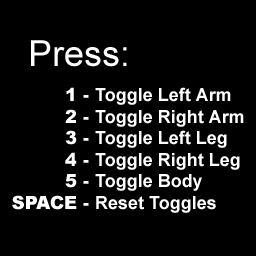 Press:
1 - Toggle Left Arm
2 - Toggle Right Arm
3 - Toggle Left Leg
4 - Toggle Right Leg
5 - Toggle Body
SPACE - Reset Toggles